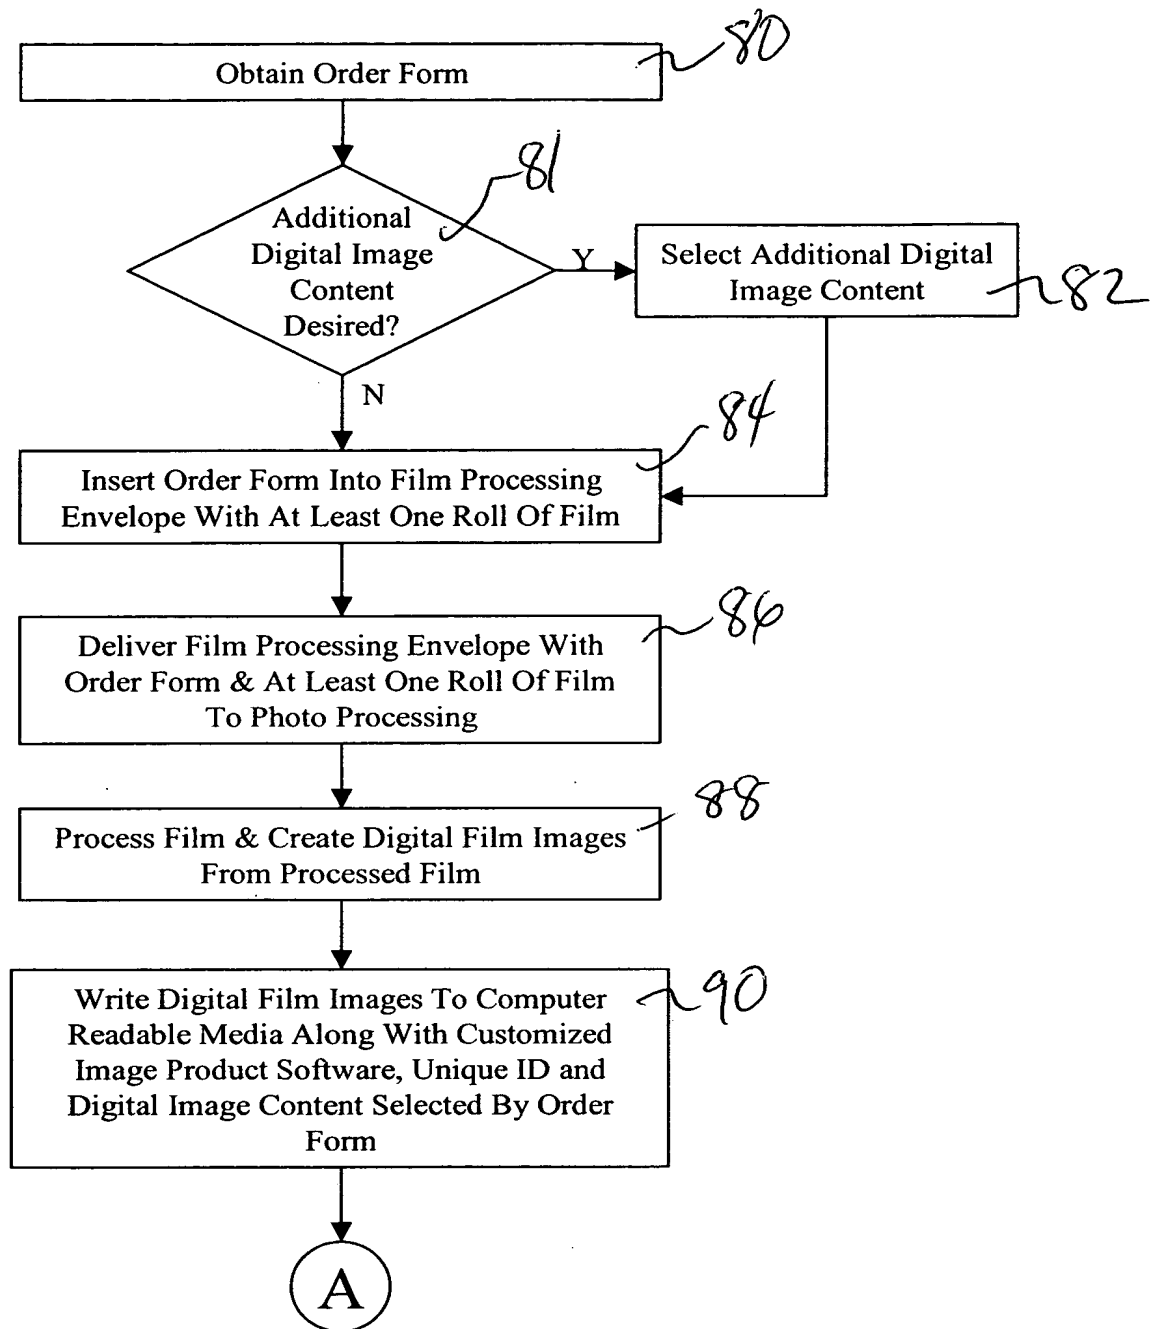 80
Obtain Order Form
81
Additional
Digital Image
Content
Desired?
Y
Select Additional Digital
Image Content
82
N
84
Insert Order Form Into Film Processing
Envelope With At Least One Roll Of Film
86
Deliver Film Processing Envelope With
Order Form & At Least One Roll Of Film
To Photo Processing
88
Process Film & Create Digital Film Images
From Processed Film
90
Write Digital Film Images To Computer
Readable Media Along With Customized
Image Product Software, Unique ID and
Digital Image Content Selected By Order
Form
A